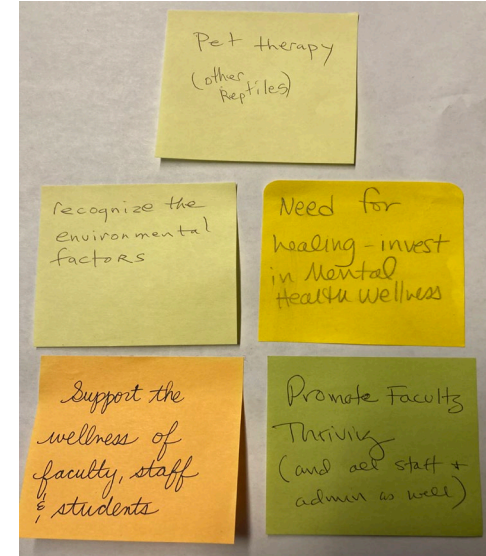 Pet therapy
(other
Reptiles)
recognize the
environmental
factors
Need for
healing - invest
in Mental
Health Wellness
Support the
wellness of
faculty, staff
& students
Promote Faculty
Thriving
(and all staff +
admin as well)